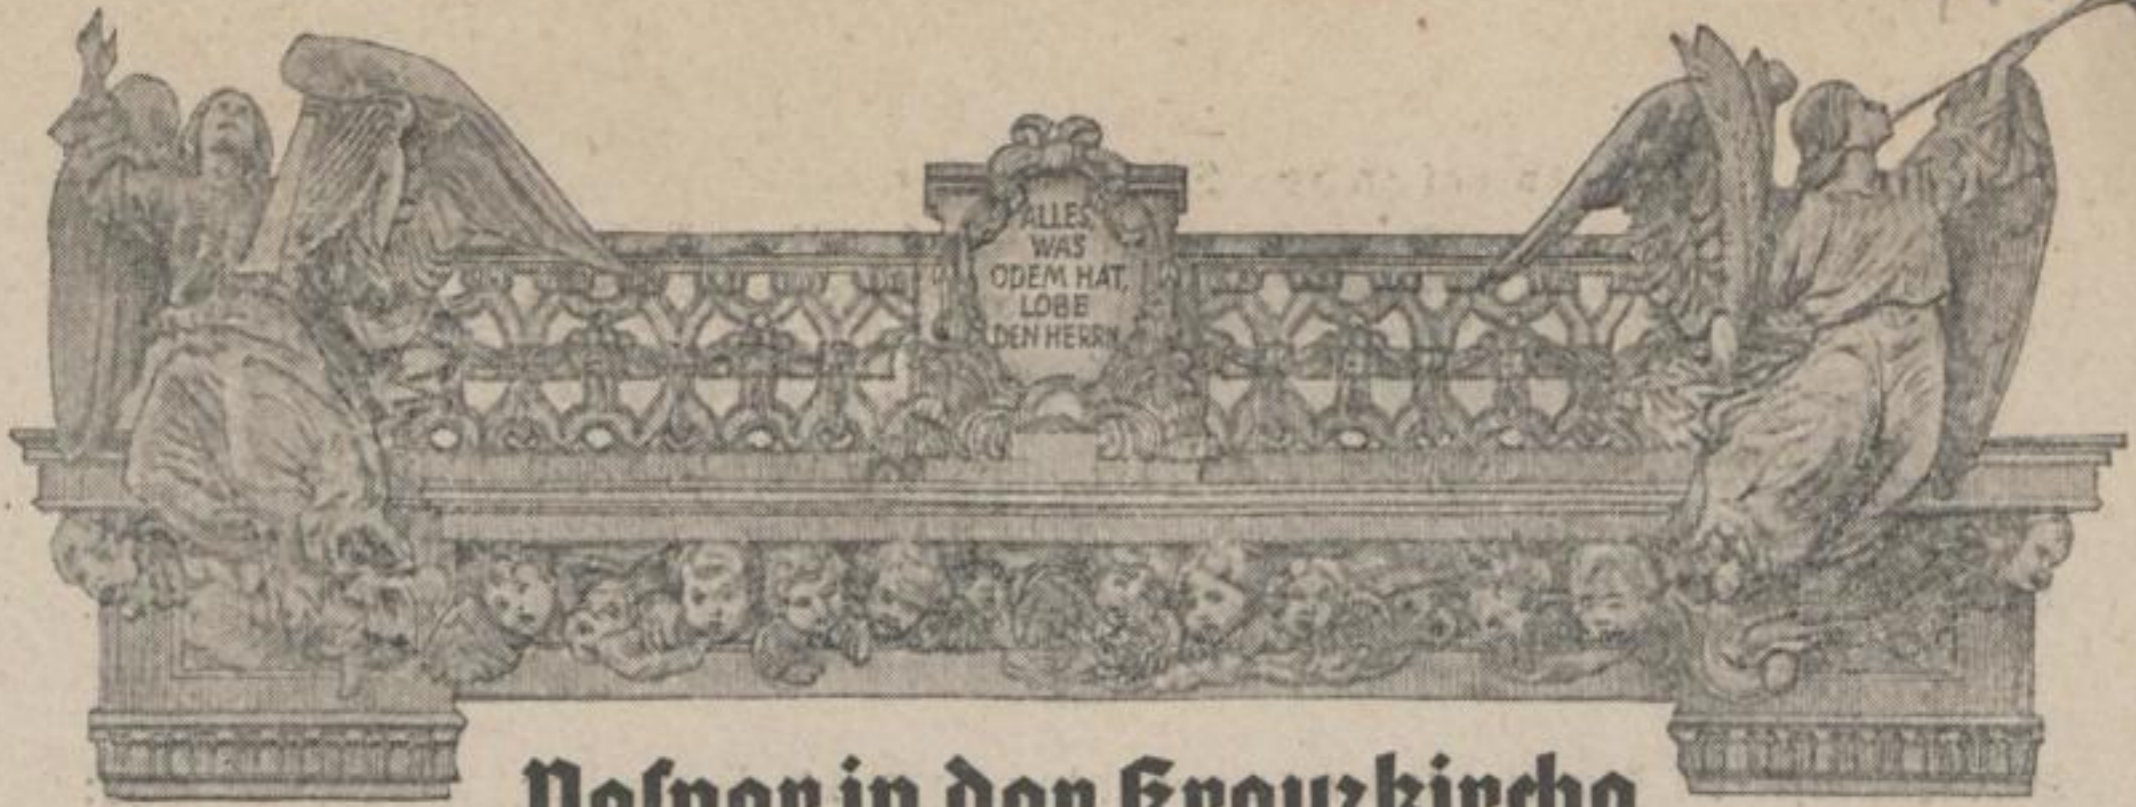 ALLES,
WAS
ODEM HAT,
LOBE
DEN HERRN
Vesper in der Kreuzkirche